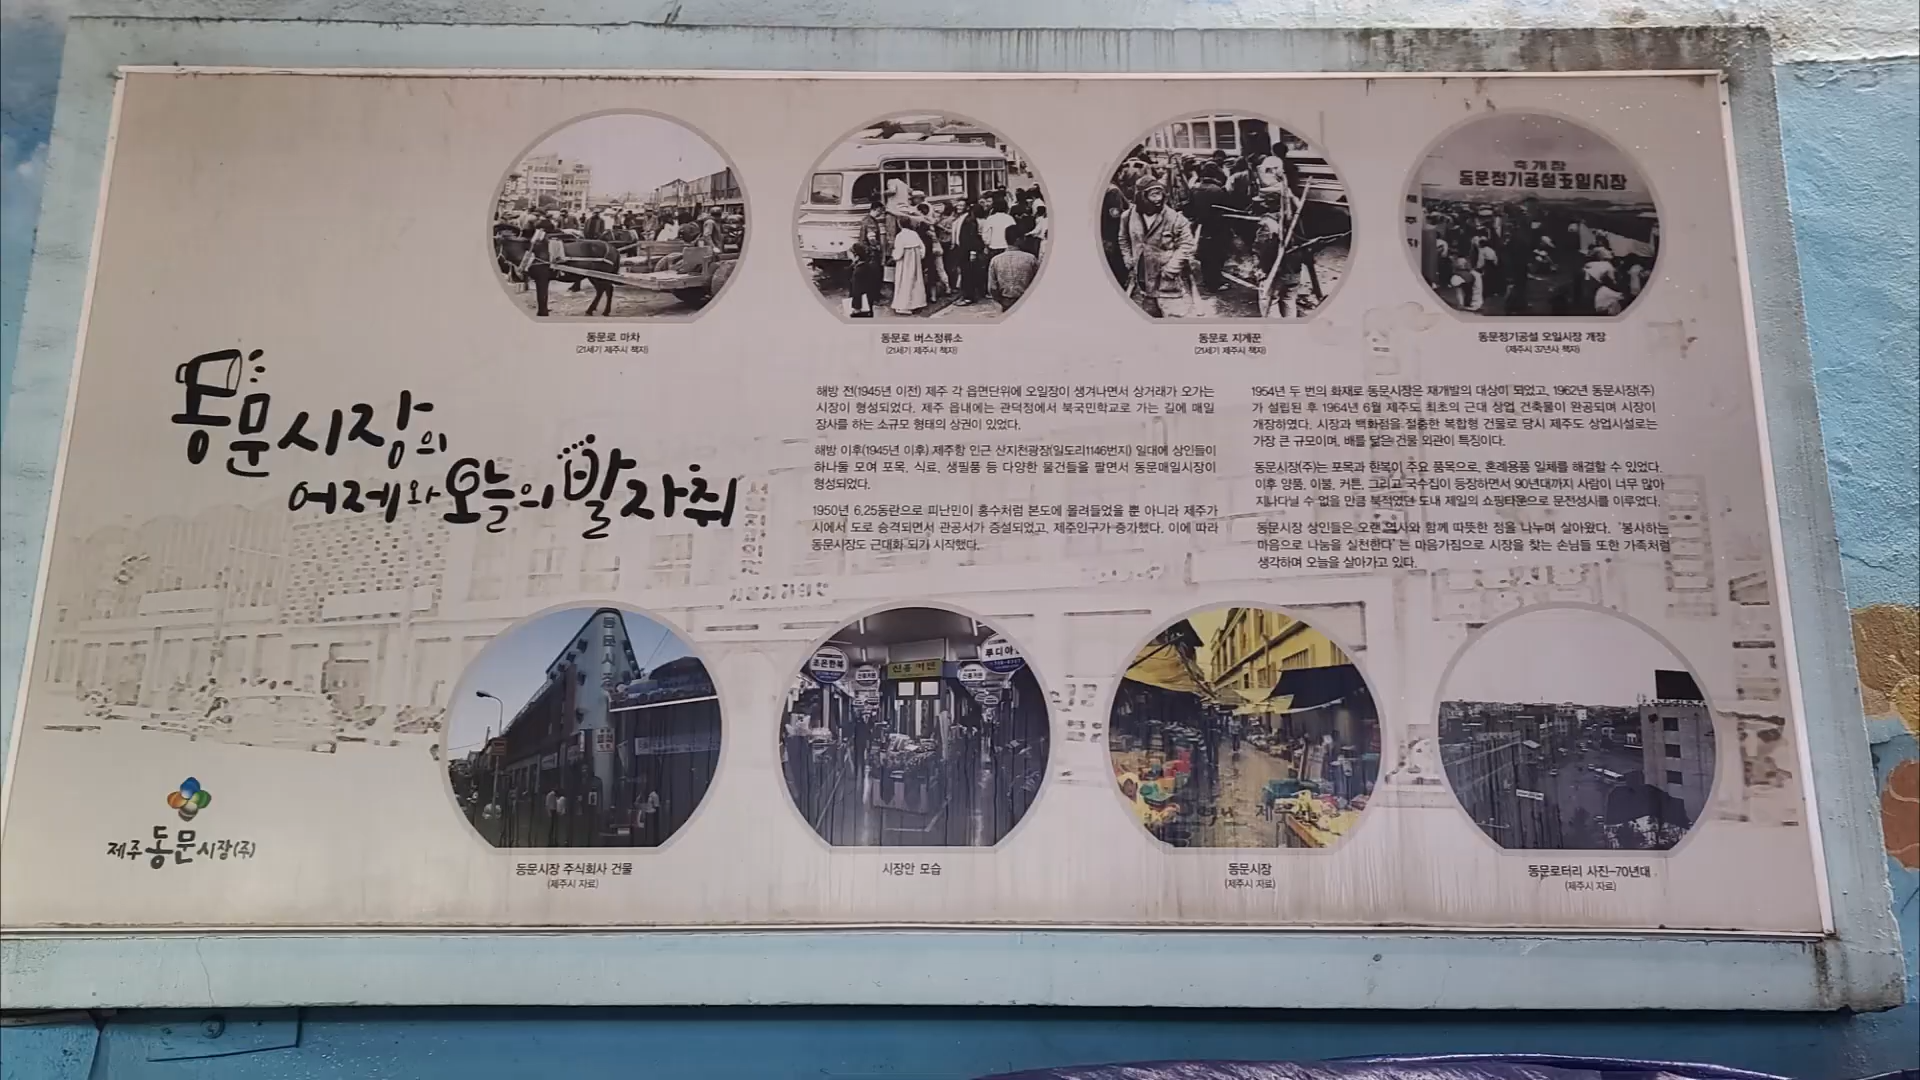 동문시장의
어제와 오늘의 발자취
축개장
동문정기공설五일시장
동문로 마차
(21세기 제주시 책자)
동문로 버스정류소
(21세기 제주시 책자)
동문로 지게꾼
(21세기 제주시 책자)
동문정기공설 오일시장 개장
(제주시 37년사 책자)
해방 전(1945년 이전) 제주 각 읍면단위에 오일장이 생겨나면서 상거래가 오가는
시장이 형성되었다. 제주 읍내에는 관덕정에서 북국민학교로 가는 길에 매일
장사를 하는 소규모 형태의 상권이 있었다.
해방 이후(1945년 이후) 제주항 인근 산지천광장(일도리1146번지) 일대에 상인들이
하나둘 모여 포목, 식료, 생필품 등 다양한 물건들을 팔면서 동문매일시장이
형성되었다.
1950년 6.25동란으로 피난민이 홍수처럼 본도에 몰려들었을 뿐 아니라 제주가
시에서 도로 승격되면서 관공서가 증설되었고, 제주인구가 증가했다. 이에 따라
동문시장도 근대화 되기 시작했다.
1954년 두 번의 화재로 동문시장은 재개발의 대상이 되었고, 1962년 동문시장(주)
가 설립된 후 1964년 6월 제주도 최초의 근대 상업 건축물이 완공되며 시장이
개장하였다. 시장과 백화점을 절충한 복합형 건물로 당시 제주도 상업시설로는
가장 큰 규모이며, 배를 닮은 건물 외관이 특징이다.
동문시장(주)는 포목과 한복이 주요 품목으로, 혼례용품 일체를 해결할 수 있었다.
이후 양품, 이불, 커튼, 그리고 국수집이 등장하면서 90년대까지 사람이 너무 많아
지나다닐 수 없을 만큼 북적였던 도내 제일의 쇼핑타운으로 문전성시를 이루었다.
동문시장 상인들은 오랜 역사와 함께 따뜻한 정을 나누며 살아왔다. '봉사하는
마음으로 나눔을 실천한다'는 마음가짐으로 시장을 찾는 손님들 또한 가족처럼
생각하며 오늘을 살아가고 있다.
동문시장
조은한복
신흥커텐
루디아
제주동문시장(주)
동문시장 주식회사 건물
(제주시 자료)
시장안 모습
동문시장
(제주시 자료)
동문로터리 사진-70년대
(제주시 자료)